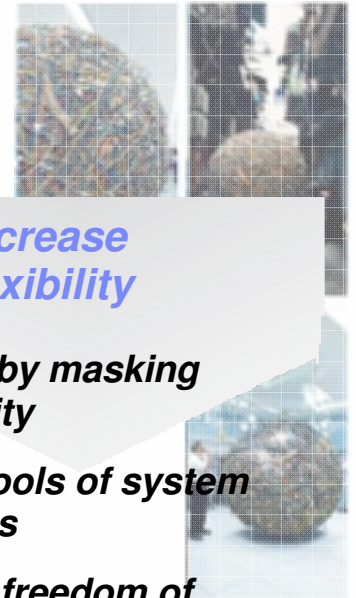 crease
xibility
by masking
ity
ools of system
s
freedom of